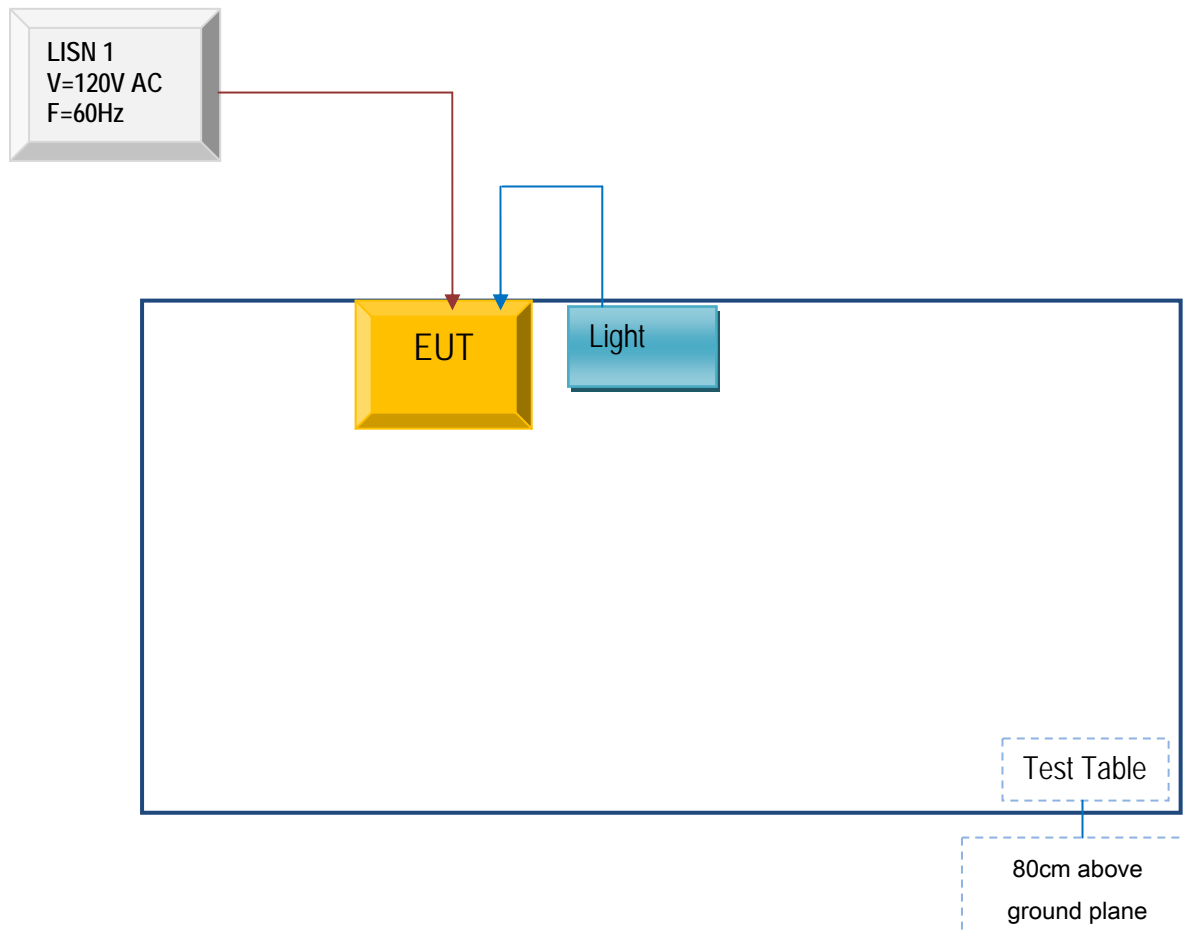 LISN 1
V=120V AC
F=60Hz
EUT
Light
Test Table
80cm above
ground plane